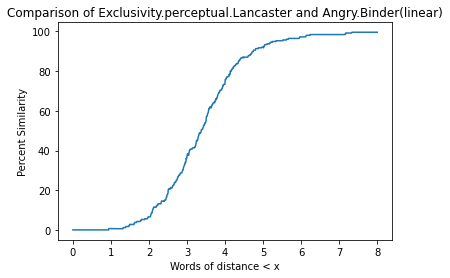 Comparison of Exclusivity.perceptual.Lancaster and Angry.Binder(linear)
100
80
60
40
20
0
Percent Similarity
0 1 2 3 4 5 6 7 8
Words of distance < x